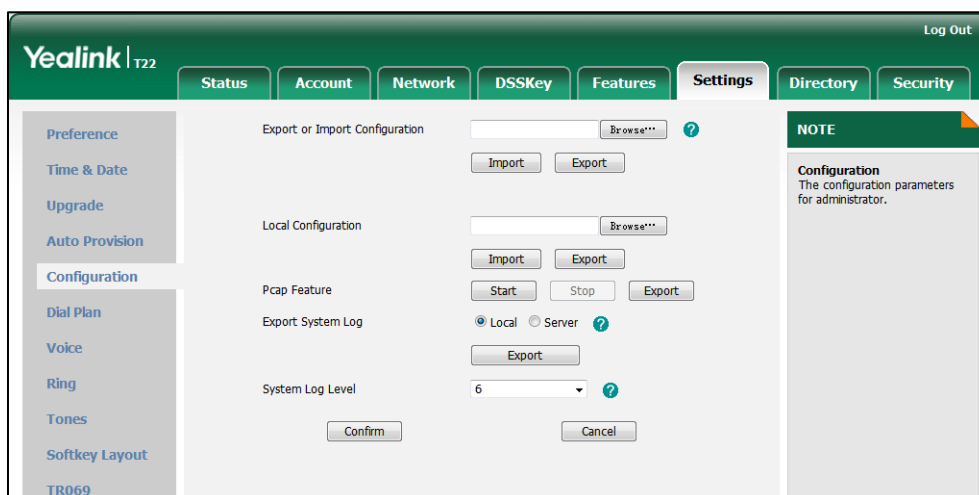 Log Out
Yealink T22
Status Account Network DSSKey Features Settings Directory Security
Preference
Time & Date
Upgrade
Auto Provision
Configuration
Dial Plan
Voice
Ring
Tones
Softkey Layout
TR069
Export or Import Configuration Browse...
Import Export
Local Configuration Browse...
Import Export
Pcap Feature Start Stop Export
Export System Log Local Server
Export
System Log Level 6
Confirm Cancel
NOTE
Configuration
The configuration parameters
for administrator.